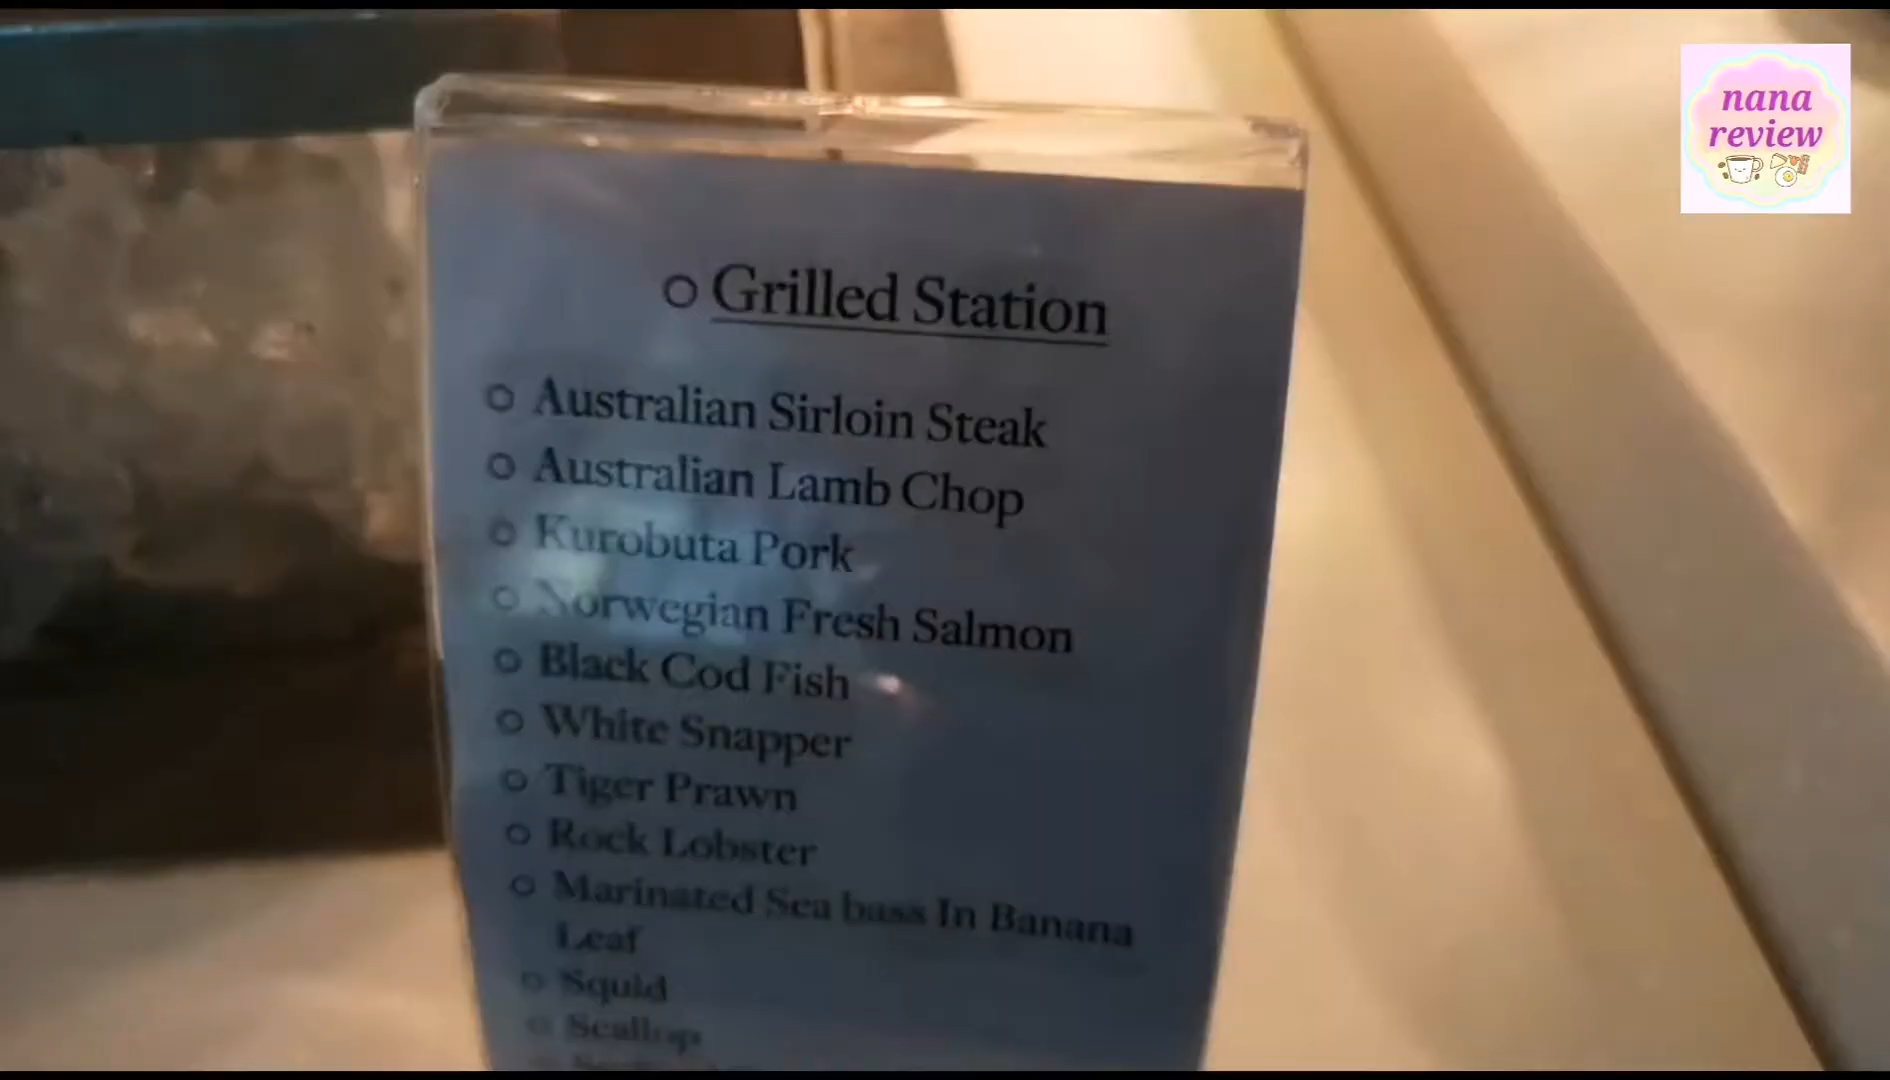 nana
review
○ Grilled Station
○ Australian Sirloin Steak
○ Australian Lamb Chop
○ Kurobuta Pork
○ Norwegian Fresh Salmon
○ Black Cod Fish
○ White Snapper
○ Tiger Prawn
○ Rock Lobster
○ Marinated Sea bass In Banana
Leaf
○ Squid
○ Scallop